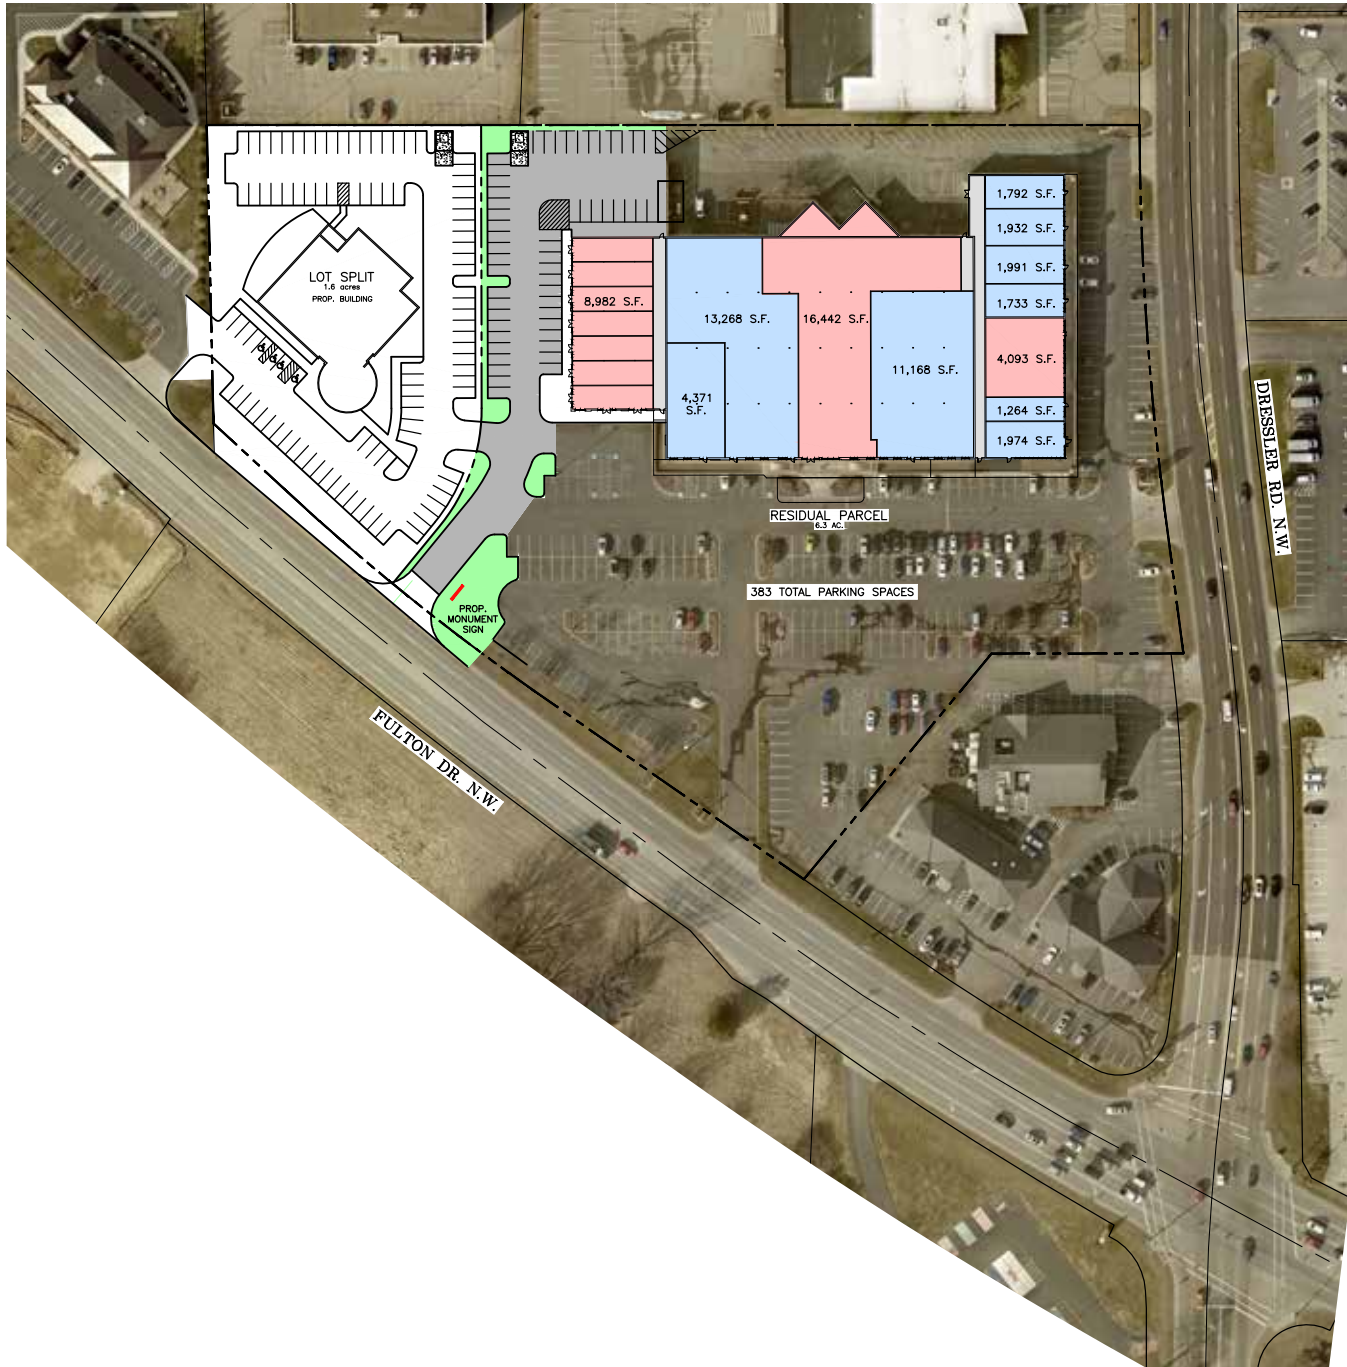 1,792 S.F.
1,932 S.F.
1,991 S.F.
1,733 S.F.
4,093 S.F.
1,264 S.F.
1,974 S.F.
LOT SPLIT
1.6 acres
PROP. BUILDING
8,982 S.F.
13,268 S.F.
16,442 S.F.
11,168 S.F.
4,371
S.F.
RESIDUAL PARCEL
6.3 AC.
383 TOTAL PARKING SPACES
PROP.
MONUMENT
SIGN
FULTON DR. N.W.
DRESSLER RD. N.W.